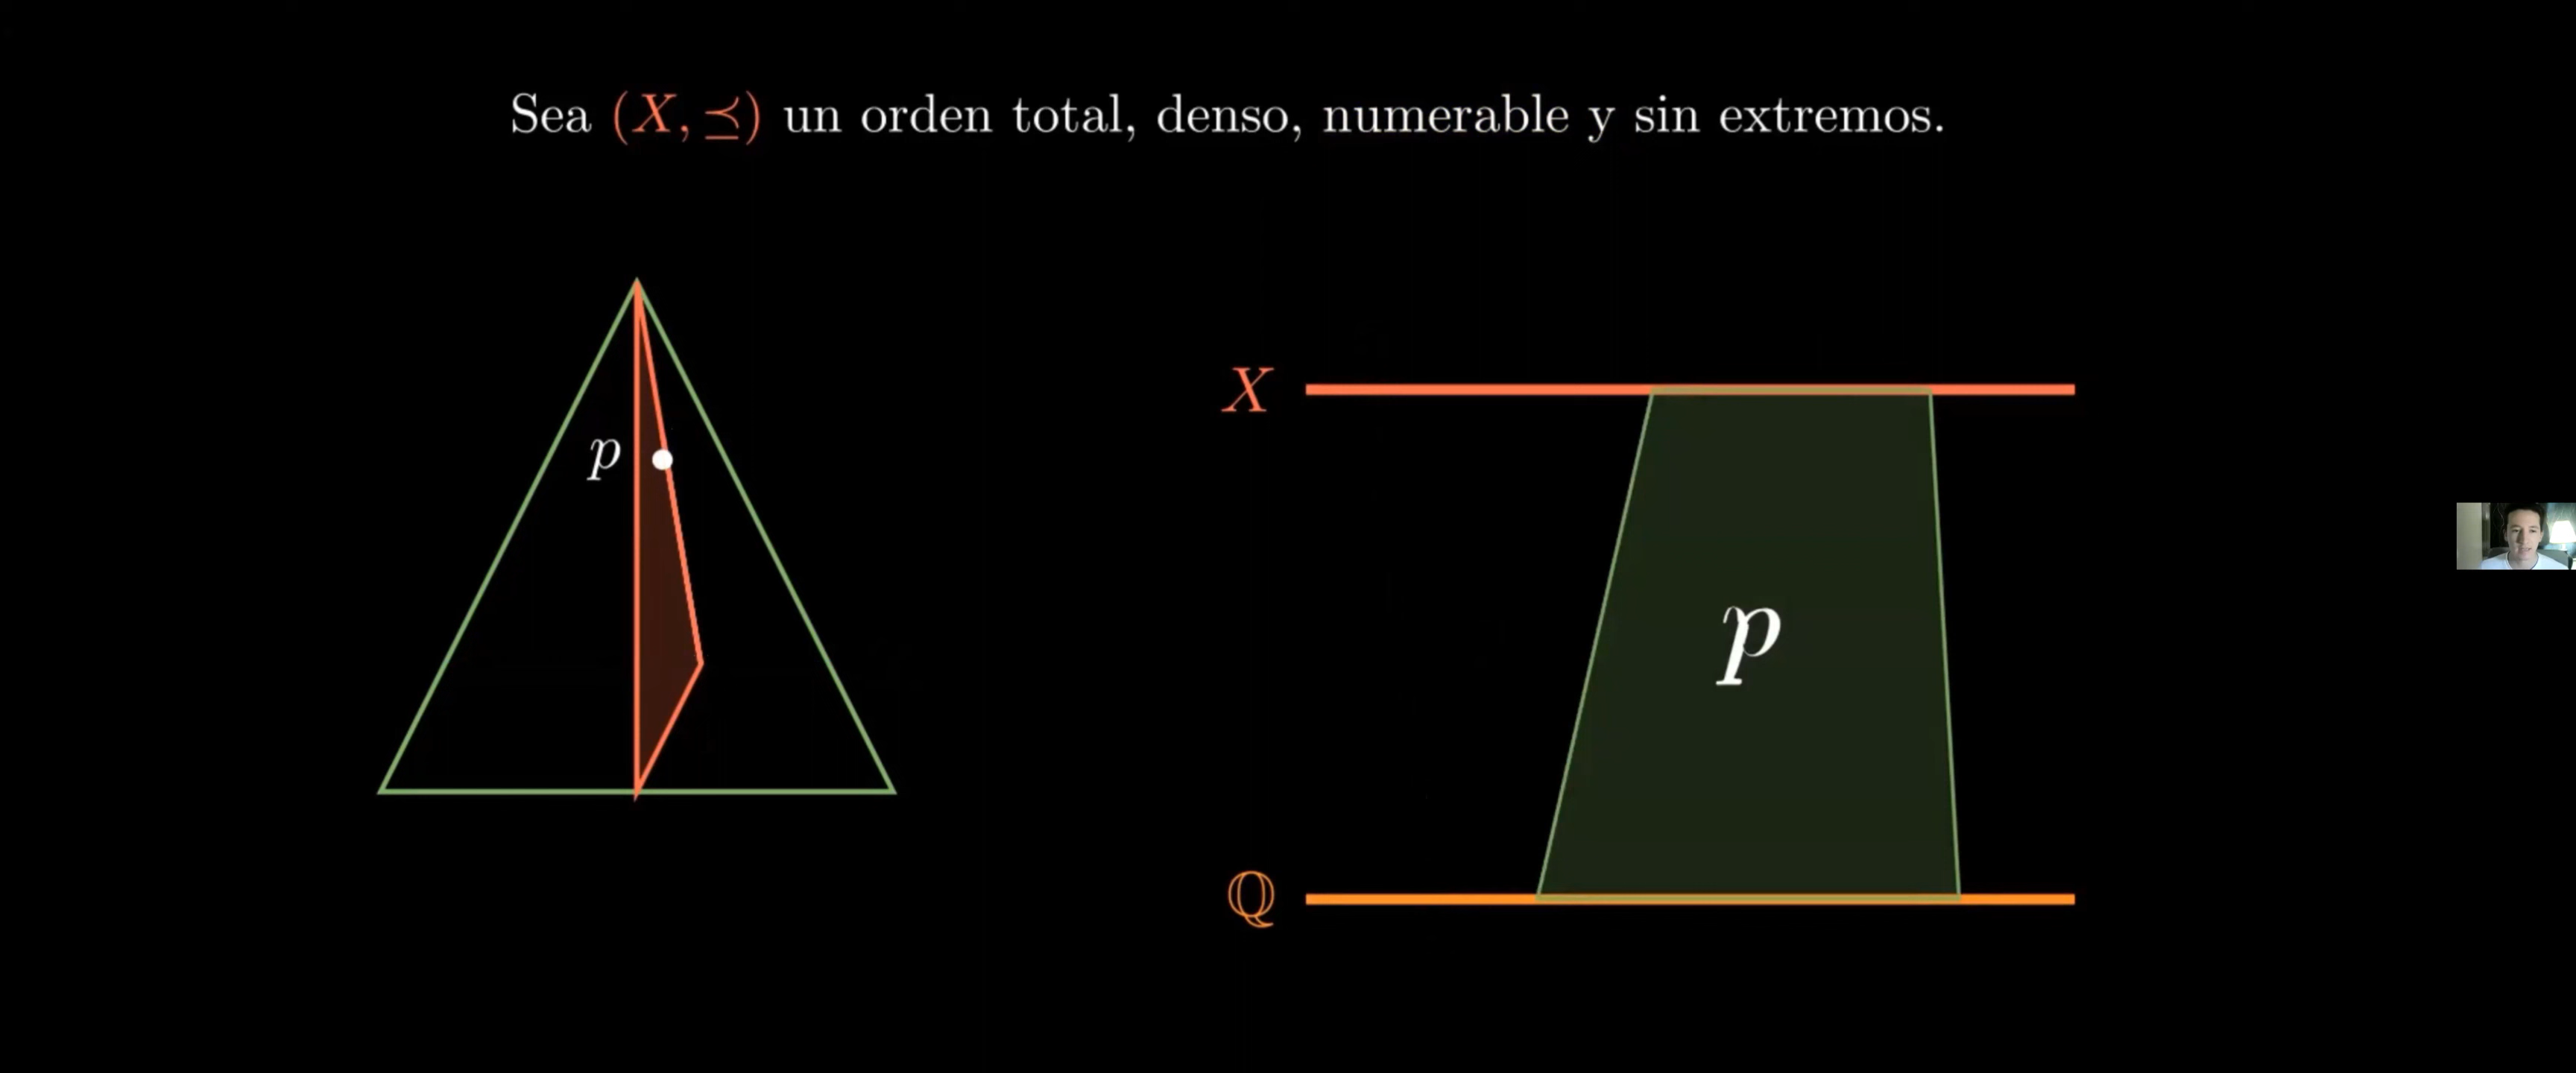 Sea (X, ⪯) un orden total, denso, numerable y sin extremos.
p
X
p
ℚ